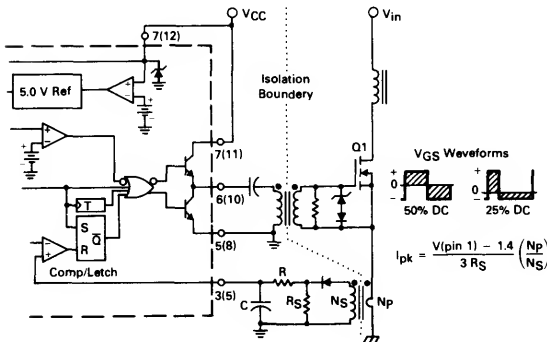 VCC
Vin
7(12)
Isolation
Boundary
5.0 V Ref
+
−
+
−
7(11)
Q1
VGS Waveforms
+
0
−
+
0
−
50% DC
25% DC
+
−
+
−
6(10)
T
S
Q
R
5(8)
−
+
Comp/Letch
Ipk = V(pin 1) − 1.4 / 3 RS (NP/NS)
3(5)
R
C
RS
NS
NP